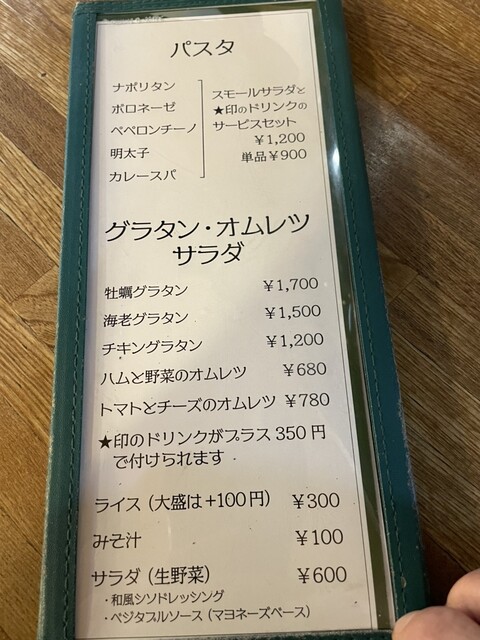 パスタ
ナポリタン
ボロネーゼ
ペペロンチーノ
明太子
カレースパ
スモールサラダと
★印のドリンクの
サービスセット
¥1,200
単品¥900
グラタン・オムレツ
サラダ
牡蠣グラタン ¥1,700
海老グラタン ¥1,500
チキングラタン ¥1,200
ハムと野菜のオムレツ ¥680
トマトとチーズのオムレツ ¥780
★印のドリンクがプラス350円
で付けられます
ライス（大盛は+100円） ¥300
みそ汁 ¥100
サラダ（生野菜） ¥600
・和風シソドレッシング
・ベジタブルソース（マヨネーズベース）